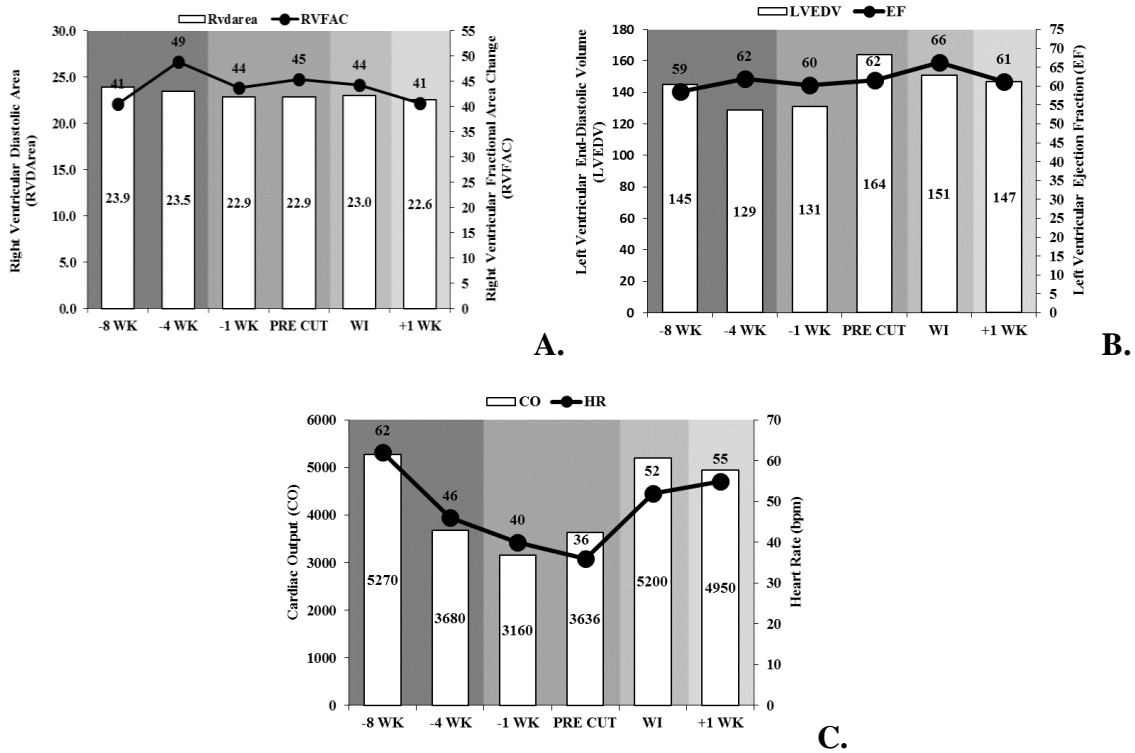 Rvdarea RVFAC
Right Ventricular Diastolic Area
(RVDArea)
30.0
25.0
20.0
15.0
10.0
5.0
0.0
41 49 44 45 44 41
23.9 23.5 22.9 22.9 23.0 22.6
55
50
45
40
35
30
25
20
15
10
5
0
Right Ventricular Fractional Area Change
(RVFAC)
-8 WK -4 WK -1 WK PRE CUT WI +1 WK
A.
LVEDV EF
Left Ventricular End-Diastolic Volume
(LVEDV)
180
160
140
120
100
80
60
40
20
0
59 62 60 62 66 61
145 129 131 164 151 147
75
70
65
60
55
50
45
40
35
30
25
20
15
10
5
0
Left Ventricular Ejection Fraction (EF)
-8 WK -4 WK -1 WK PRE CUT WI +1 WK
B.
CO HR
Cardiac Output (CO)
6000
5000
4000
3000
2000
1000
0
62 46 40 36 52 55
5270 3680 3160 3636 5200 4950
70
60
50
40
30
20
10
0
Heart Rate (bpm)
-8 WK -4 WK -1 WK PRE CUT WI +1 WK
C.